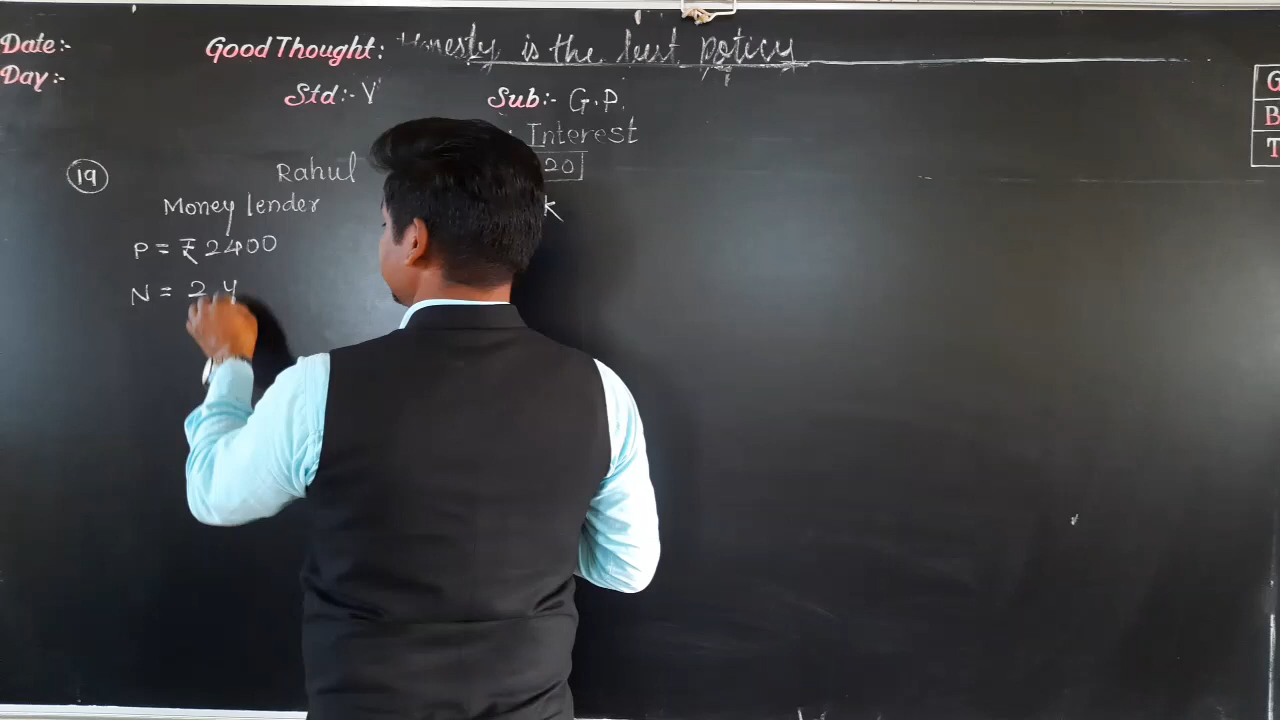 Date:-
Good Thought: Honesty is the best policy
Day:-
Std:- V
Sub:- G.P.
: Interest
20
19
Rahul
Money lender
k
P = ₹ 2400
N = 2 y
G
B
T